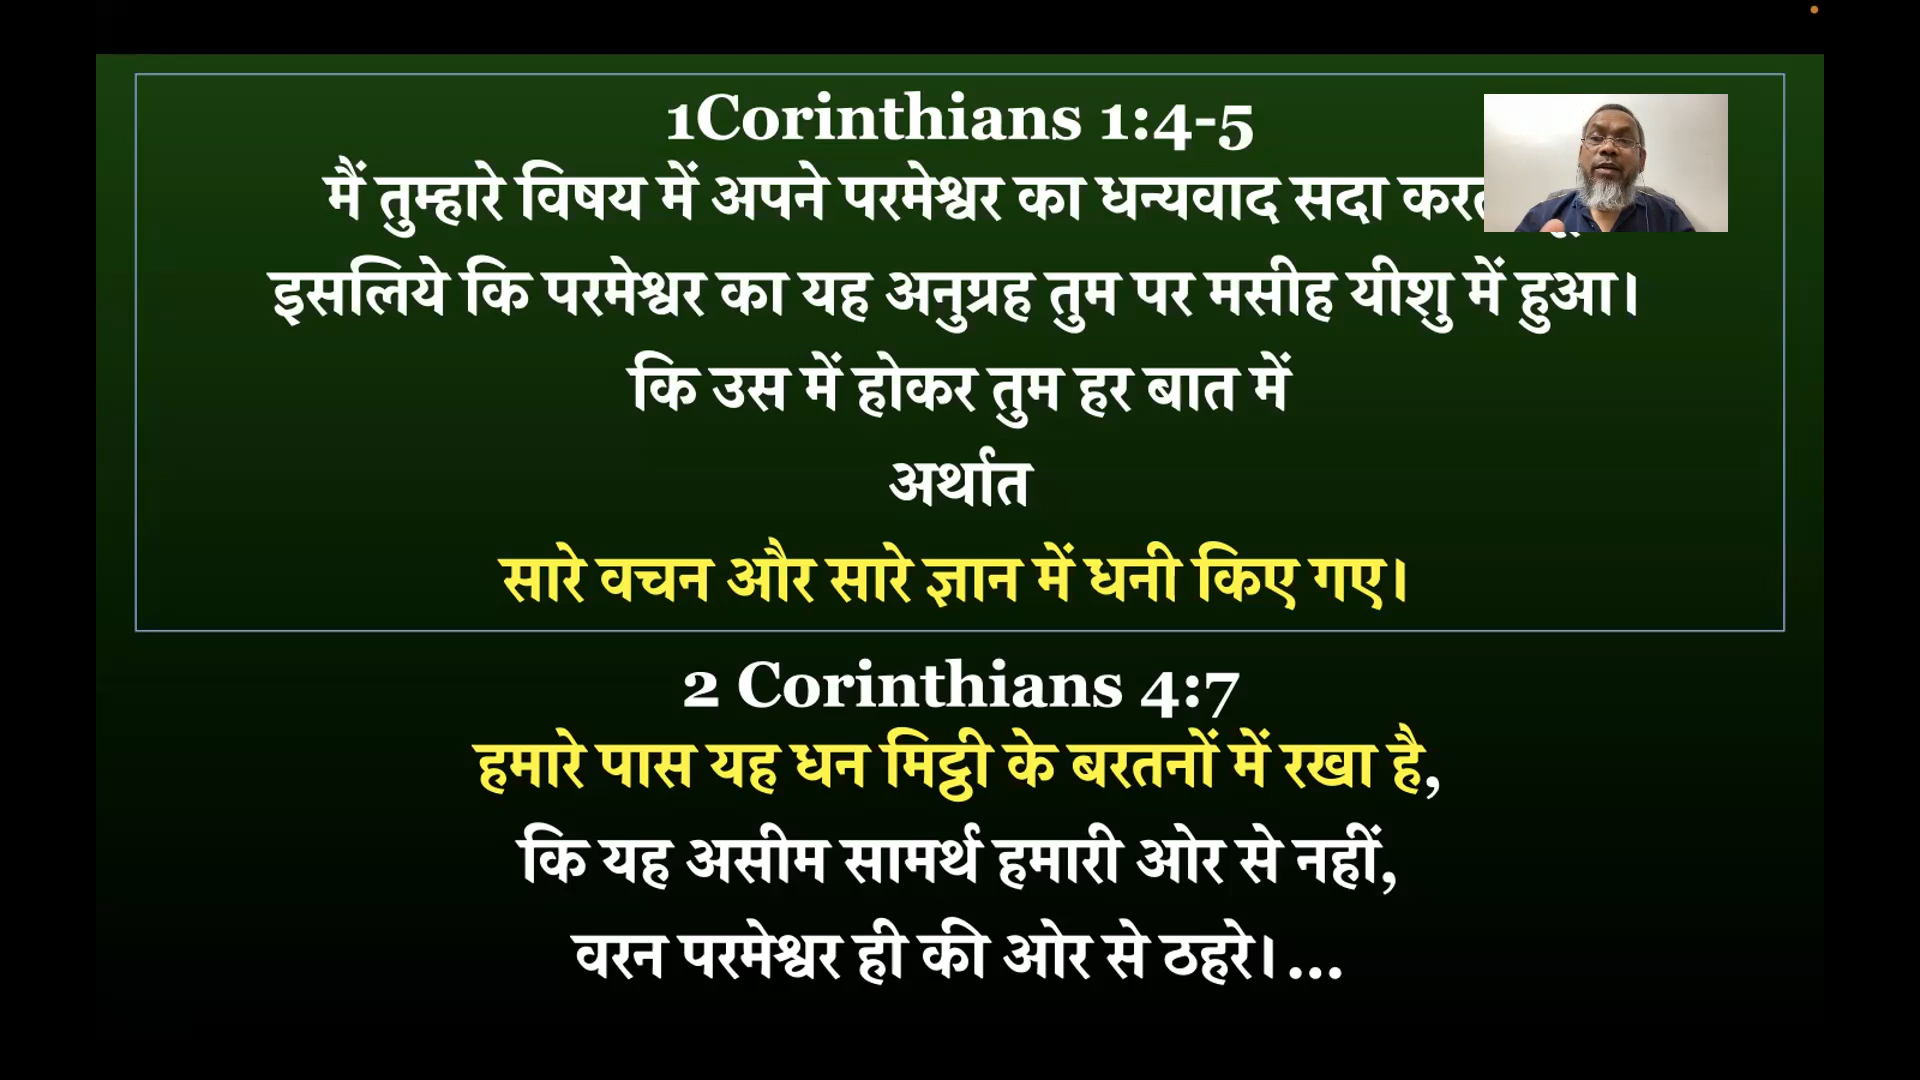 1Corinthians 1:4-5
मैं तुम्हारे विषय में अपने परमेश्वर का धन्यवाद सदा
इसलिये कि परमेश्वर का यह अनुग्रह तुम पर मसीह यीशु में हुआ।
कि उस में होकर तुम हर बात में
अर्थात
सारे वचन और सारे ज्ञान में धनी किए गए।
2 Corinthians 4:7
हमारे पास यह धन मिट्ठी के बरतनों में रखा है,
कि यह असीम सामर्थ हमारी ओर से नहीं,
वरन परमेश्वर ही की ओर से ठहरे। ...